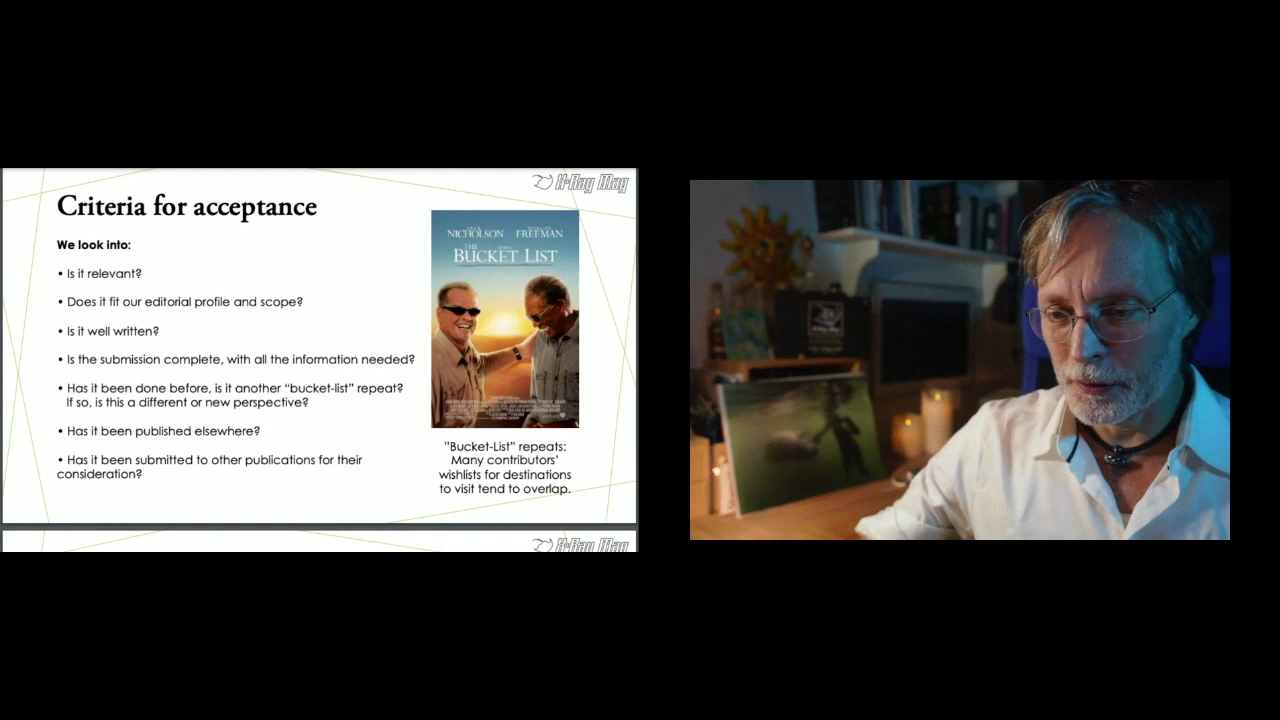 X-Ray Mag
Criteria for acceptance
We look into:
• Is it relevant?
• Does it fit our editorial profile and scope?
• Is it well written?
• Is the submission complete, with all the information needed?
• Has it been done before, is it another “bucket-list” repeat?
If so, is this a different or new perspective?
• Has it been published elsewhere?
• Has it been submitted to other publications for their
consideration?
NICHOLSON FREEMAN
THE
BUCKET LIST
"Bucket-List" repeats:
Many contributors'
wishlists for destinations
to visit tend to overlap.
X-Ray Mag